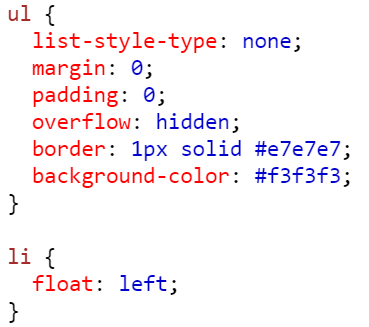 ul {
  list-style-type: none;
  margin: 0;
  padding: 0;
  overflow: hidden;
  border: 1px solid #e7e7e7;
  background-color: #f3f3f3;
}

li {
  float: left;
}